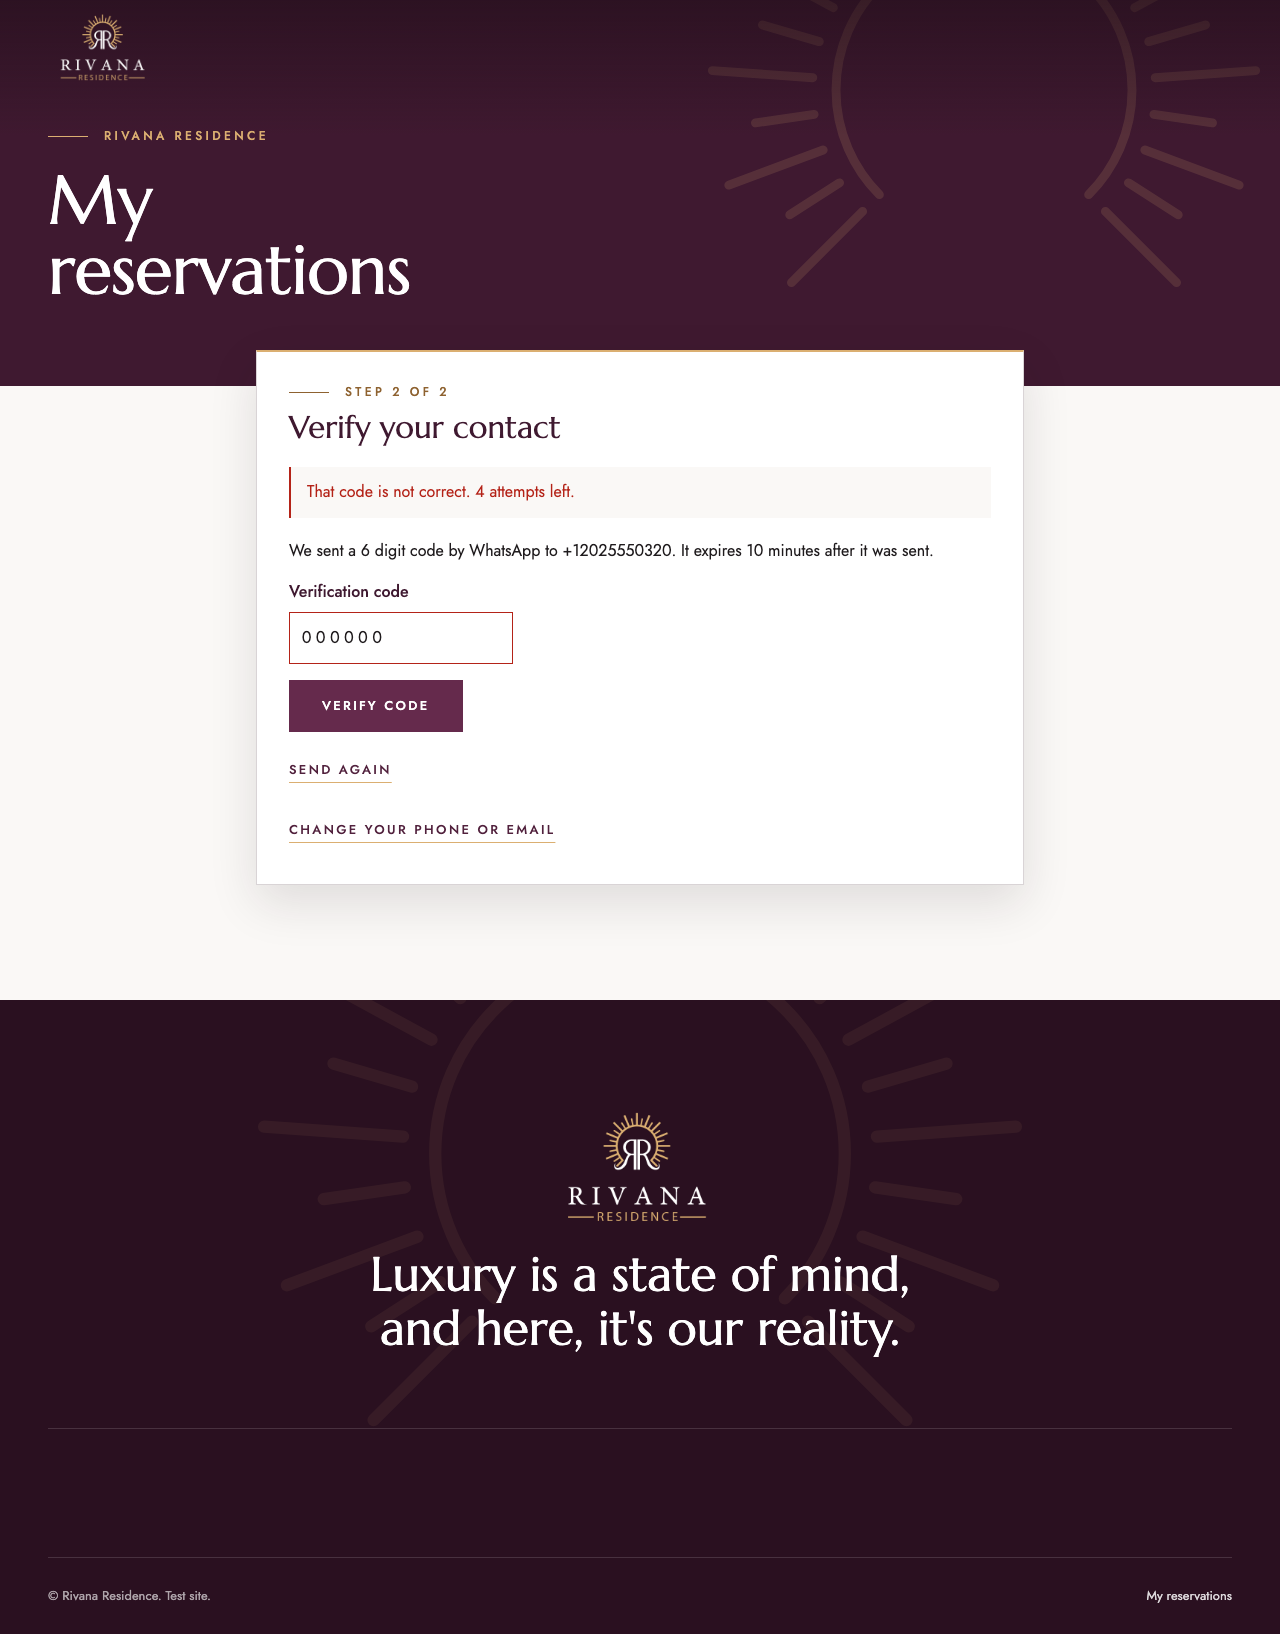 RIVANA
RESIDENCE
RIVANA RESIDENCE
My
reservations
STEP 2 OF 2
Verify your contact
That code is not correct. 4 attempts left.
We sent a 6 digit code by WhatsApp to +12025550320. It expires 10 minutes after it was sent.
Verification code
000000
VERIFY CODE
SEND AGAIN
CHANGE YOUR PHONE OR EMAIL
RR
RIVANA
RESIDENCE
Luxury is a state of mind,
and here, it's our reality.
© Rivana Residence. Test site.
My reservations